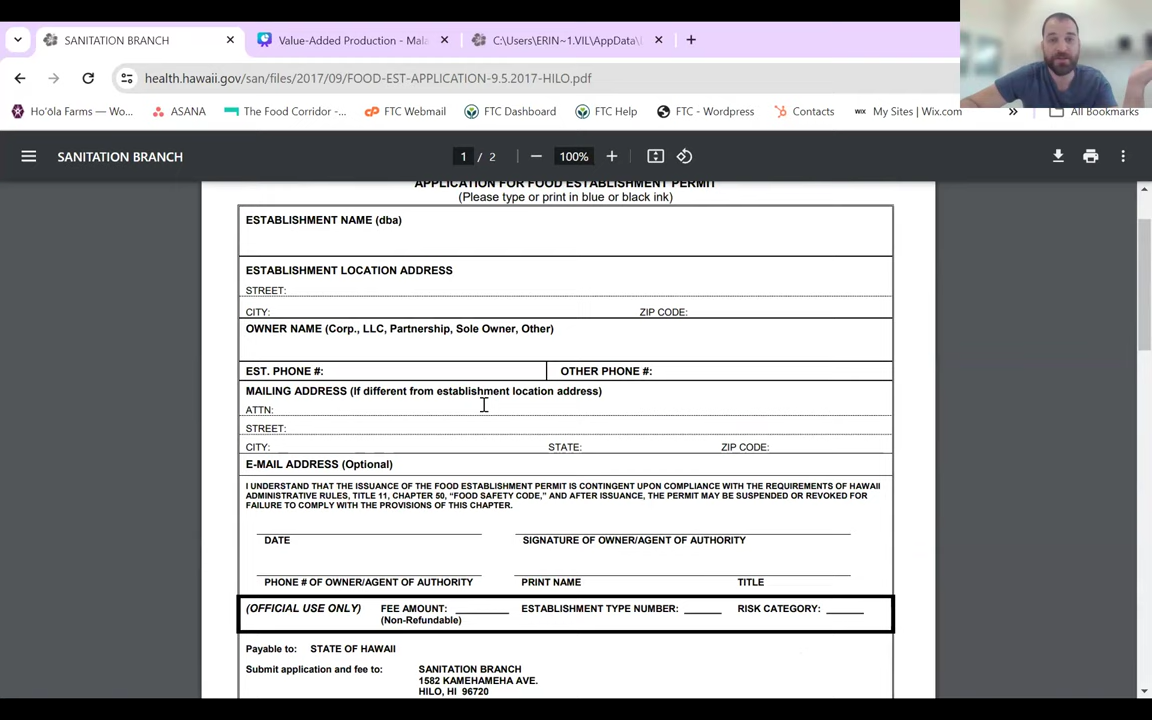 SANITATION BRANCH
Value-Added Production - Mala
C:\Users\ERIN~1.VIL\AppData\L
health.hawaii.gov/san/files/2017/09/FOOD-EST-APPLICATION-9.5.2017-HILO.pdf
Ho'ōla Farms — Wo...
ASANA
The Food Corridor -...
FTC Webmail
FTC Dashboard
FTC Help
FTC - Wordpress
Contacts
WIX My Sites | Wix.com
»
All Bookmarks
SANITATION BRANCH
1 / 2
100%
APPLICATION FOR FOOD ESTABLISHMENT PERMIT
(Please type or print in blue or black ink)
ESTABLISHMENT NAME (dba)
ESTABLISHMENT LOCATION ADDRESS
STREET:
CITY: ZIP CODE:
OWNER NAME (Corp., LLC, Partnership, Sole Owner, Other)
EST. PHONE #: OTHER PHONE #:
MAILING ADDRESS (If different from establishment location address)
ATTN:
STREET:
CITY: STATE: ZIP CODE:
E-MAIL ADDRESS (Optional)
I UNDERSTAND THAT THE ISSUANCE OF THE FOOD ESTABLISHMENT PERMIT IS CONTINGENT UPON COMPLIANCE WITH THE REQUIREMENTS OF HAWAII
ADMINISTRATIVE RULES, TITLE 11, CHAPTER 50, “FOOD SAFETY CODE,” AND AFTER ISSUANCE, THE PERMIT MAY BE SUSPENDED OR REVOKED FOR
FAILURE TO COMPLY WITH THE PROVISIONS OF THIS CHAPTER.
DATE SIGNATURE OF OWNER/AGENT OF AUTHORITY
PHONE # OF OWNER/AGENT OF AUTHORITY PRINT NAME TITLE
(OFFICIAL USE ONLY) FEE AMOUNT: ________ ESTABLISHMENT TYPE NUMBER: ______ RISK CATEGORY: ______
(Non-Refundable)
Payable to: STATE OF HAWAII
Submit application and fee to: SANITATION BRANCH
1582 KAMEHAMEHA AVE.
HILO, HI 96720